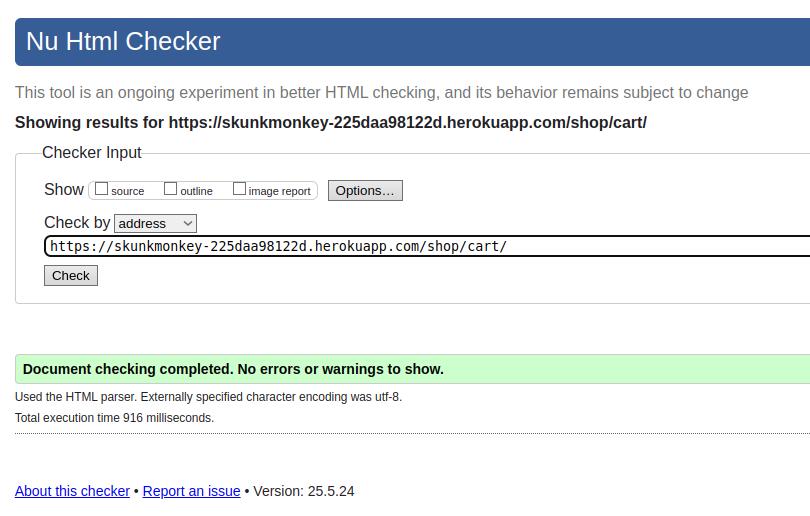 Nu Html Checker
This tool is an ongoing experiment in better HTML checking, and its behavior remains subject to change
Showing results for https://skunkmonkey-225daa98122d.herokuapp.com/shop/cart/
Checker Input
Show source outline image report Options...
Check by address
https://skunkmonkey-225daa98122d.herokuapp.com/shop/cart/
Check
Document checking completed. No errors or warnings to show.
Used the HTML parser. Externally specified character encoding was utf-8.
Total execution time 916 milliseconds.
About this checker • Report an issue • Version: 25.5.24